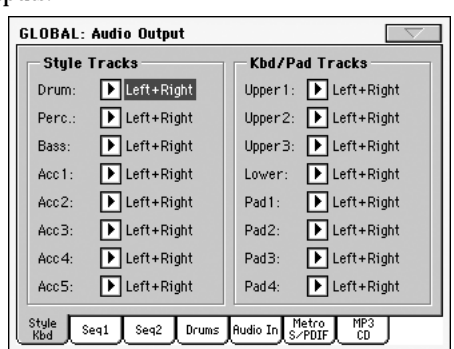 GLOBAL: Audio Output
Style Tracks
Drum: Left+Right
Perc.: Left+Right
Bass: Left+Right
Acc1: Left+Right
Acc2: Left+Right
Acc3: Left+Right
Acc4: Left+Right
Acc5: Left+Right
Kbd/Pad Tracks
Upper1: Left+Right
Upper2: Left+Right
Upper3: Left+Right
Lower: Left+Right
Pad1: Left+Right
Pad2: Left+Right
Pad3: Left+Right
Pad4: Left+Right
Style Kbd
Seq1
Seq2
Drums
Audio In
Metro S/PDIF
MP3 CD